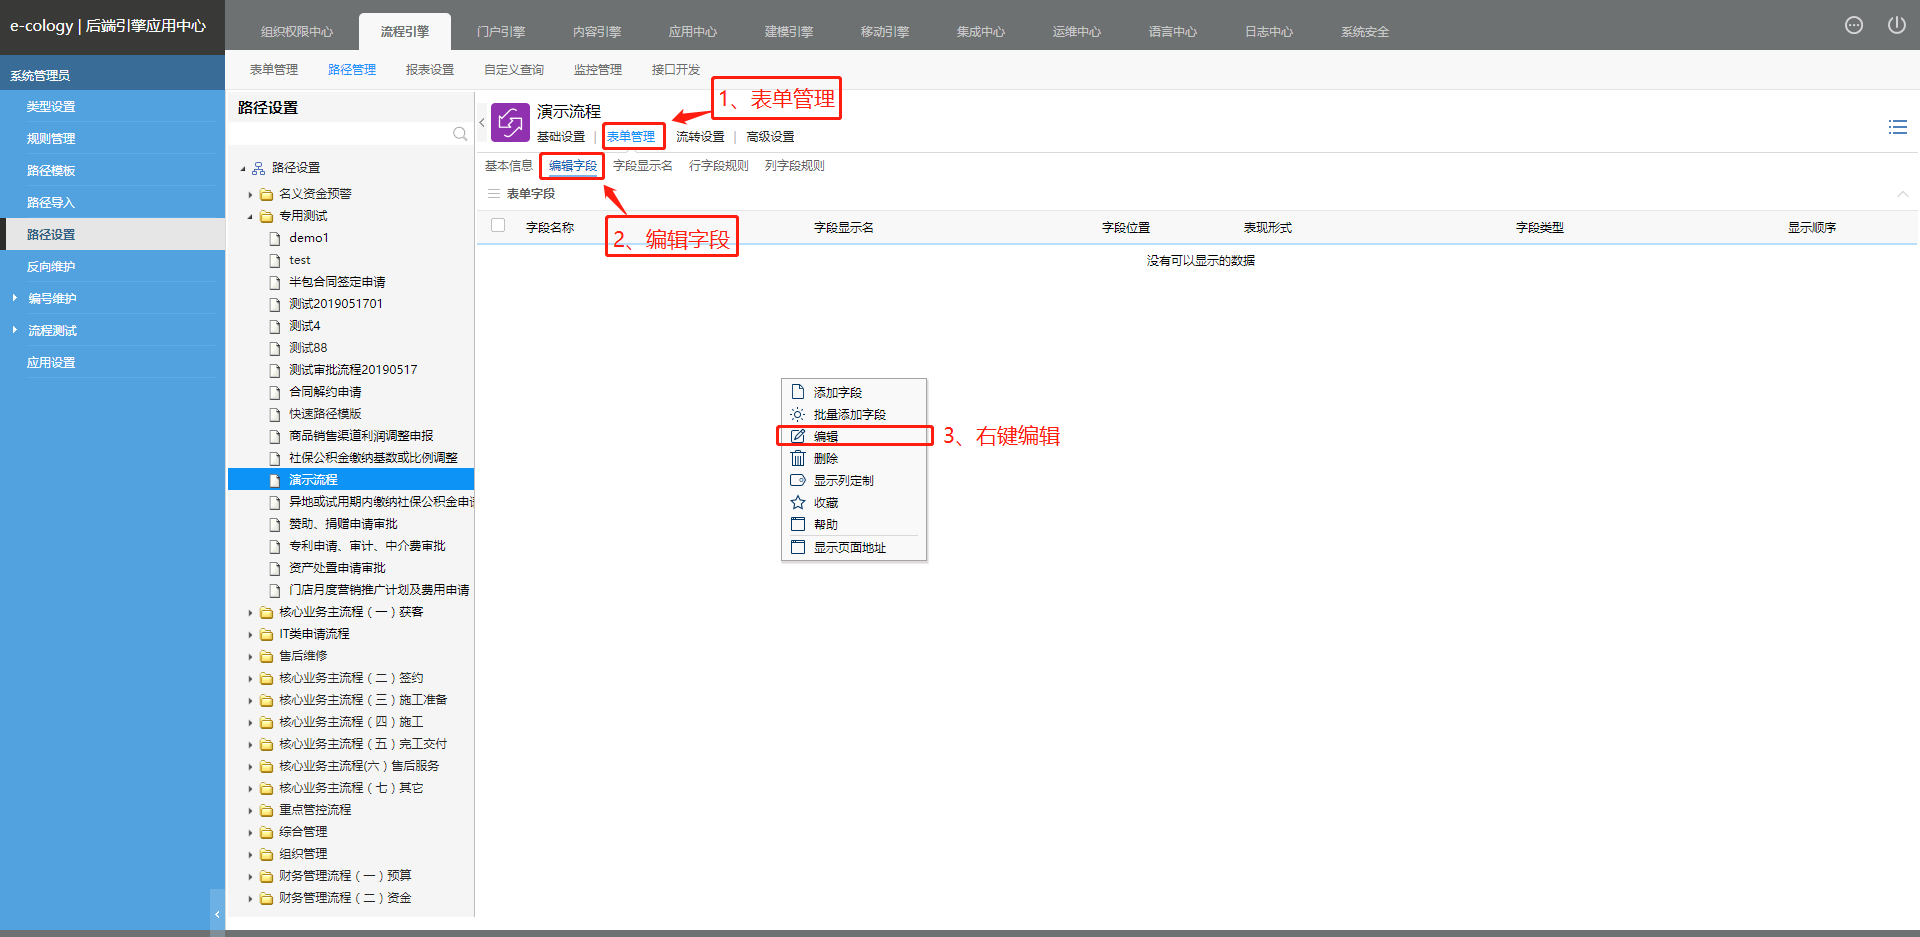 e-cology | 后端引擎应用中心
组织权限中心 流程引擎 门户引擎 内容引擎 应用中心 建模引擎 移动引擎 集成中心 运维中心 语言中心 日志中心 系统安全
系统管理员
表单管理 路径管理 报表设置 自定义查询 监控管理 接口开发
类型设置
规则管理
路径模板
路径导入
路径设置
反向维护
编号维护
流程测试
应用设置
路径设置
路径设置
名义资金预警
专用测试
demo1
test
半包合同签定申请
测试2019051701
测试4
测试88
测试审批流程20190517
合同解约申请
快速路径模版
商品销售渠道利润调整申报
社保公积金缴纳基数或比例调整
演示流程
异地或试用期内缴纳社保公积金申请
赞助、捐赠申请审批
专利申请、审计、中介费审批
资产处置申请审批
门店月度营销推广计划及费用申请
核心业务主流程（一）获客
IT类申请流程
售后维修
核心业务主流程（二）签约
核心业务主流程（三）施工准备
核心业务主流程（四）施工
核心业务主流程（五）完工交付
核心业务主流程(六）售后服务
核心业务主流程（七）其它
重点管控流程
综合管理
组织管理
财务管理流程（一）预算
财务管理流程（二）资金
演示流程
基础设置 | 表单管理 流转设置 | 高级设置
1、表单管理
基本信息 编辑字段 字段显示名 行字段规则 列字段规则
表单字段
2、编辑字段
字段名称 字段显示名 字段位置 表现形式 字段类型 显示顺序
没有可以显示的数据
添加字段
批量添加字段
编辑
3、右键编辑
删除
显示列定制
收藏
帮助
显示页面地址